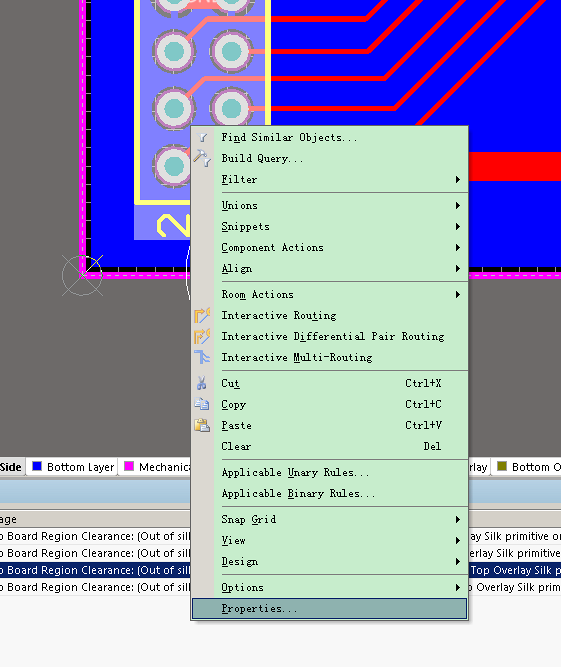 Find Similar Objects...
Build Query...
Filter
Unions
Snippets
Component Actions
Align
Room Actions
Interactive Routing
Interactive Differential Pair Routing
Interactive Multi-Routing
Cut Ctrl+X
Copy Ctrl+C
Paste Ctrl+V
Clear Del
Side Bottom Layer Mechanica rlay Bottom O
Applicable Unary Rules...
Applicable Binary Rules...
age
Snap Grid
o Board Region Clearance: (Out of sil ay Silk primitive or
View
o Board Region Clearance: (Out of sil erlay Silk primitive
Design
o Board Region Clearance: (Out of sil Top Overlay Silk p
Options
o Board Region Clearance: (Out of sil o Overlay Silk prim
Properties...